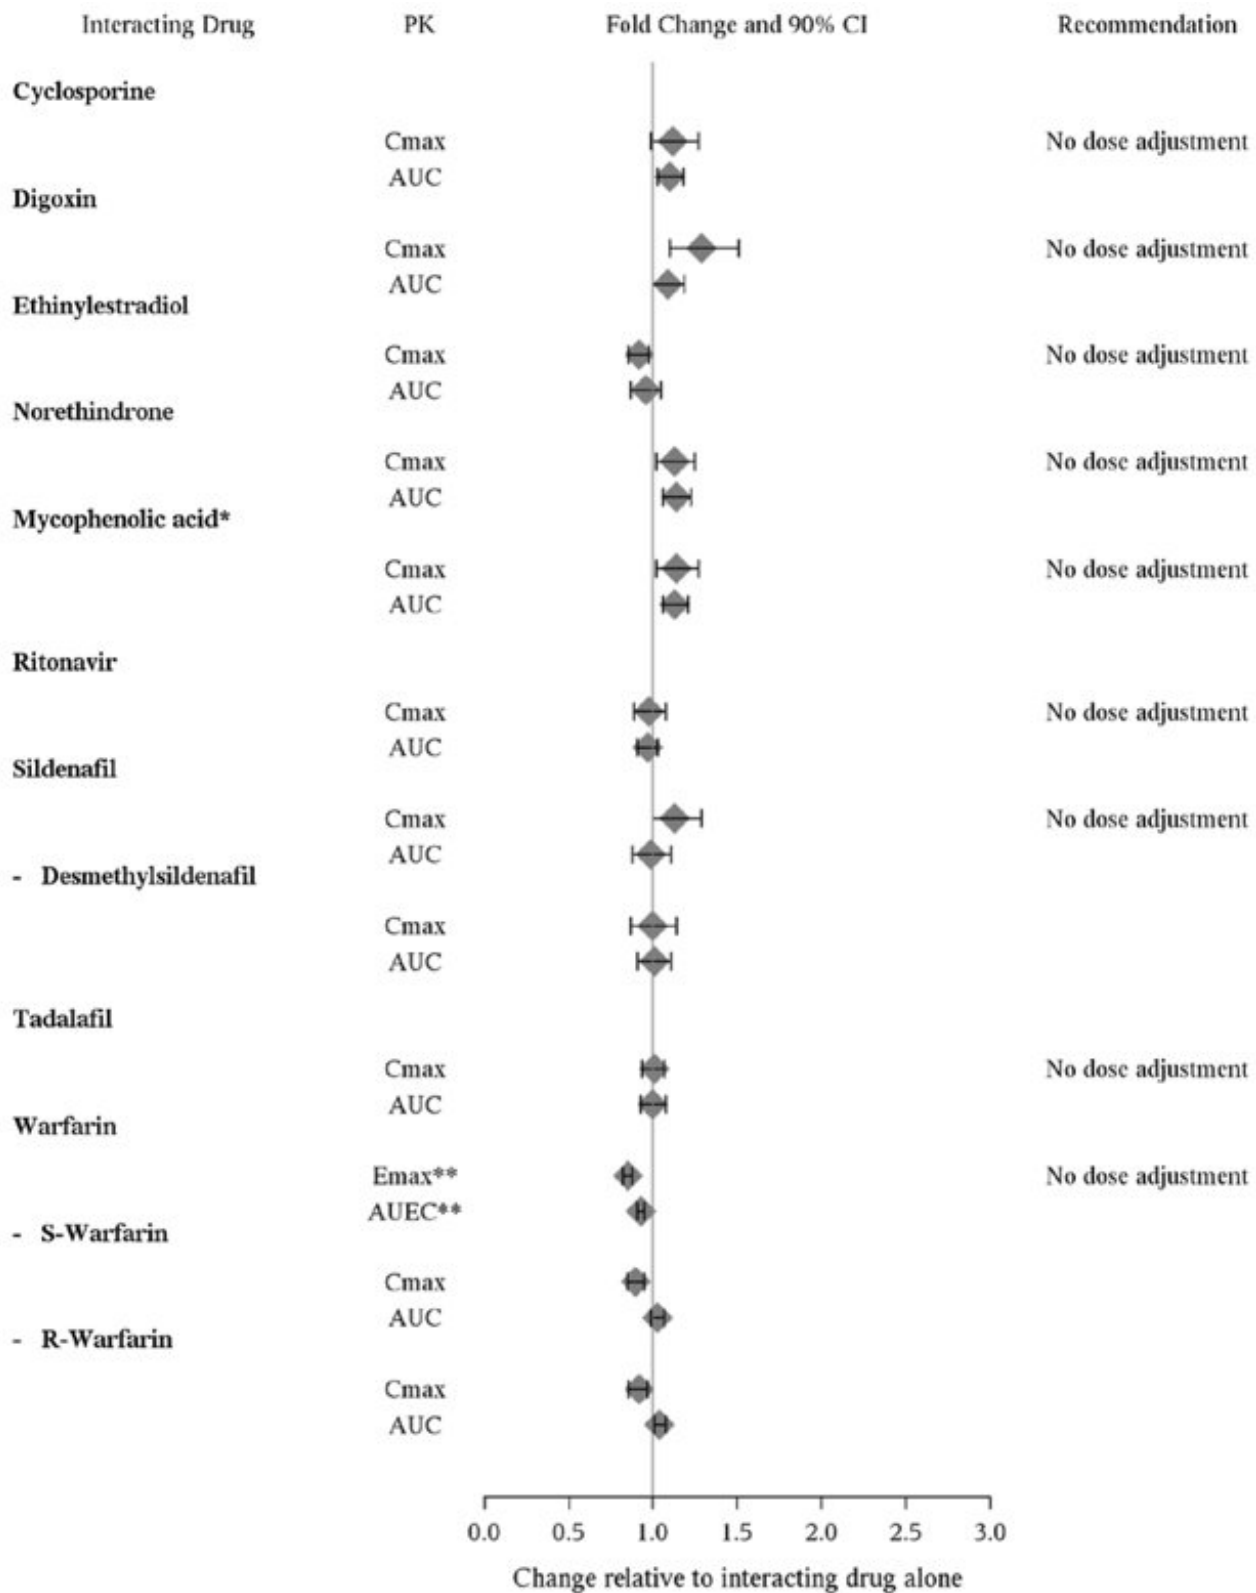 Interacting Drug PK Fold Change and 90% CI Recommendation
Cyclosporine
Cmax No dose adjustment
AUC
Digoxin
Cmax No dose adjustment
AUC
Ethinylestradiol
Cmax No dose adjustment
AUC
Norethindrone
Cmax No dose adjustment
AUC
Mycophenolic acid*
Cmax No dose adjustment
AUC
Ritonavir
Cmax No dose adjustment
AUC
Sildenafil
Cmax No dose adjustment
AUC
- Desmethylsildenafil
Cmax
AUC
Tadalafil
Cmax No dose adjustment
AUC
Warfarin
Emax** No dose adjustment
AUEC**
- S-Warfarin
Cmax
AUC
- R-Warfarin
Cmax
AUC
0.0 0.5 1.0 1.5 2.0 2.5 3.0
Change relative to interacting drug alone